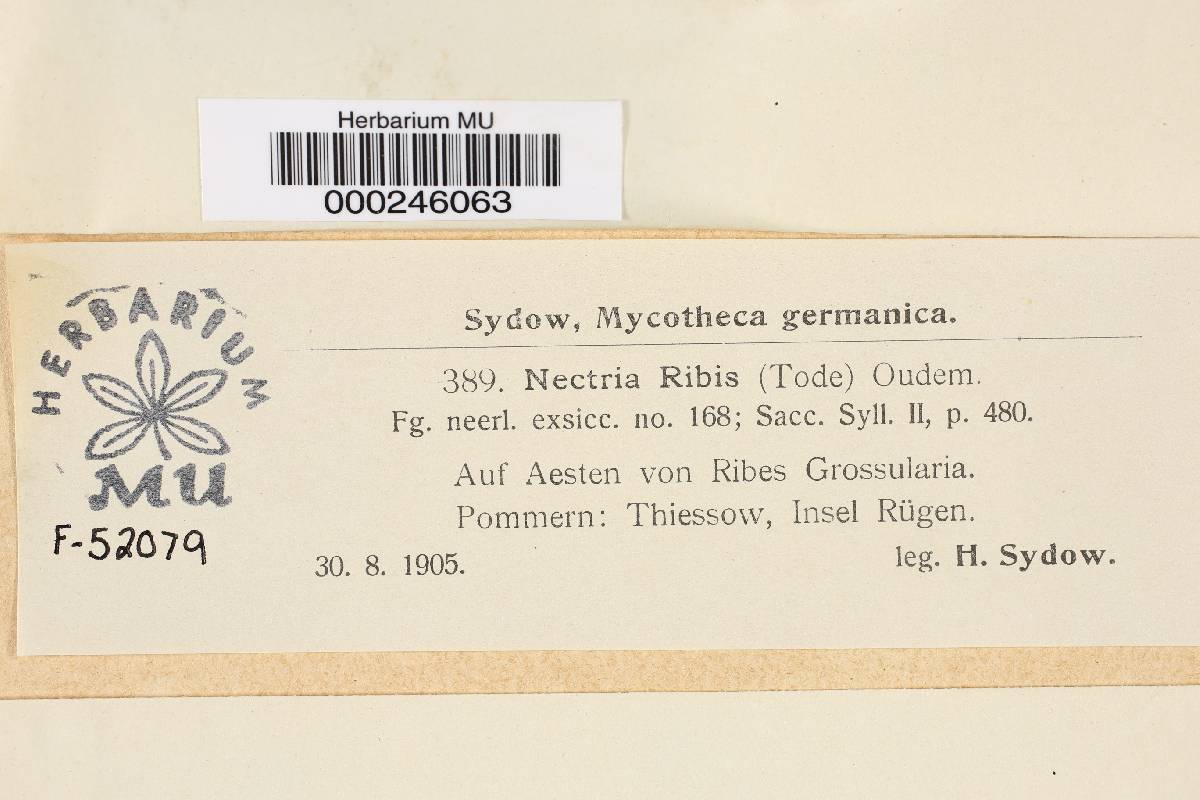 Herbarium MU
000246063
HERBARIUM
MU
F-52079
Sydow, Mycotheca germanica.
389. Nectria Ribis (Tode) Oudem.
Fg. neerl. exsicc. no. 168; Sacc. Syll. II, p. 480.
Auf Aesten von Ribes Grossularia.
Pommern: Thiessow, Insel Rügen.
30. 8. 1905. leg. H. Sydow.